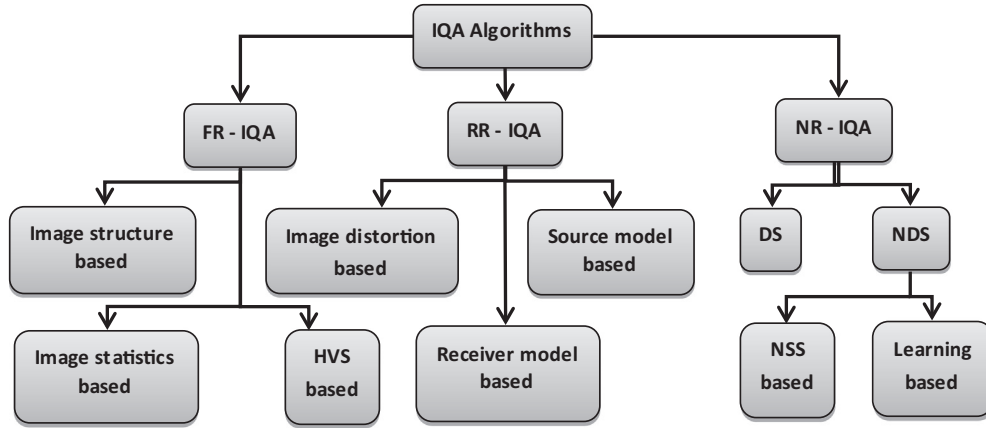 IQA Algorithms
FR - IQA
RR - IQA
NR - IQA
Image structure
based
Image distortion
based
Source model
based
DS
NDS
Image statistics
based
HVS
based
Receiver model
based
NSS
based
Learning
based